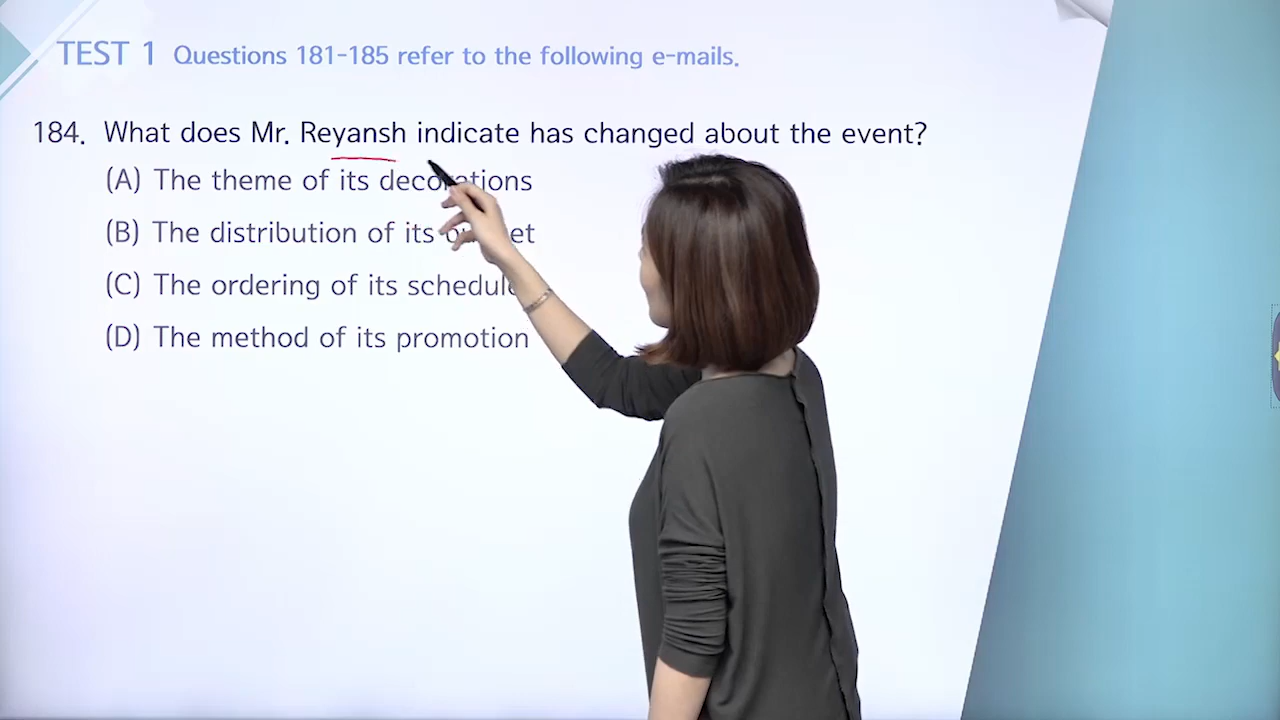 TEST 1 Questions 181-185 refer to the following e-mails.
184. What does Mr. Reyansh indicate has changed about the event?
(A) The theme of its decorations
(B) The distribution of its
(C) The ordering of its schedule
(D) The method of its promotion